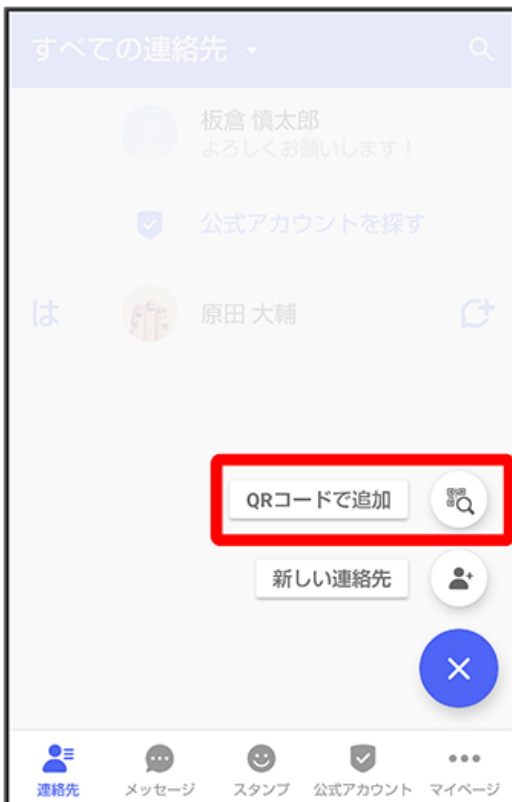 すべての連絡先
板倉 慎太郎
よろしくお願いします！
公式アカウントを探す
は
原田 大輔
QRコードで追加
新しい連絡先
連絡先
メッセージ
スタンプ
公式アカウント
マイページ